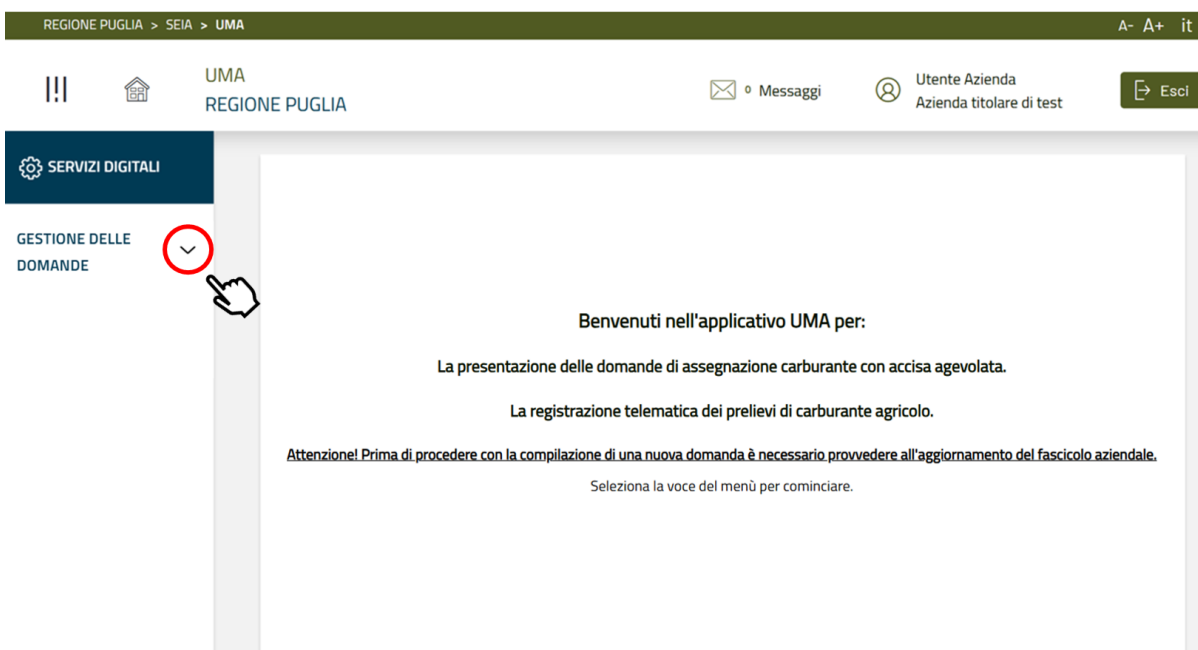 REGIONE PUGLIA > SEIA > UMA
A- A+ it
UMA
REGIONE PUGLIA
0 Messaggi
Utente Azienda
Azienda titolare di test
Esci
SERVIZI DIGITALI
GESTIONE DELLE
DOMANDE
Benvenuti nell'applicativo UMA per:
La presentazione delle domande di assegnazione carburante con accisa agevolata.
La registrazione telematica dei prelievi di carburante agricolo.
Attenzione! Prima di procedere con la compilazione di una nuova domanda è necessario provvedere all'aggiornamento del fascicolo aziendale.
Seleziona la voce del menù per cominciare.